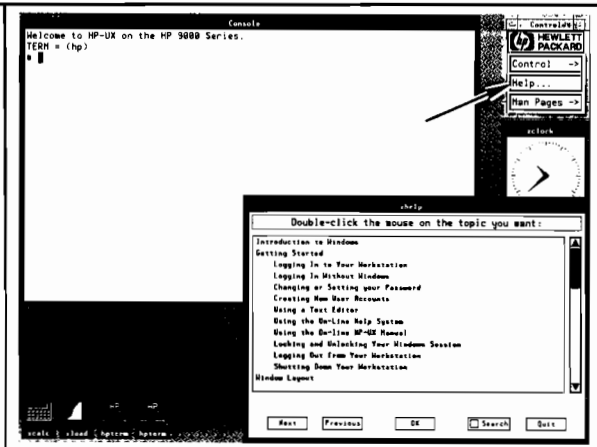 Console
Welcome to HP-UX on the HP 9000 Series.
TERM = (hp)
HEWLETT
PACKARD
Control ->
Help...
Man Pages ->
xclock
xhelp
Double-click the mouse on the topic you want:
Introduction to Windows
Getting Started
Logging In to Your Workstation
Logging In Without Windows
Changing or Setting your Password
Creating New User Accounts
Using a Text Editor
Using the On-Line Help System
Using the On-line HP-UX Manual
Locking and Unlocking Your Windows Session
Logging Out from Your Workstation
Shutting Down Your Workstation
Window Layout
HP HP
xcalc xload hpterm hpterm
Next Previous OK Search Quit